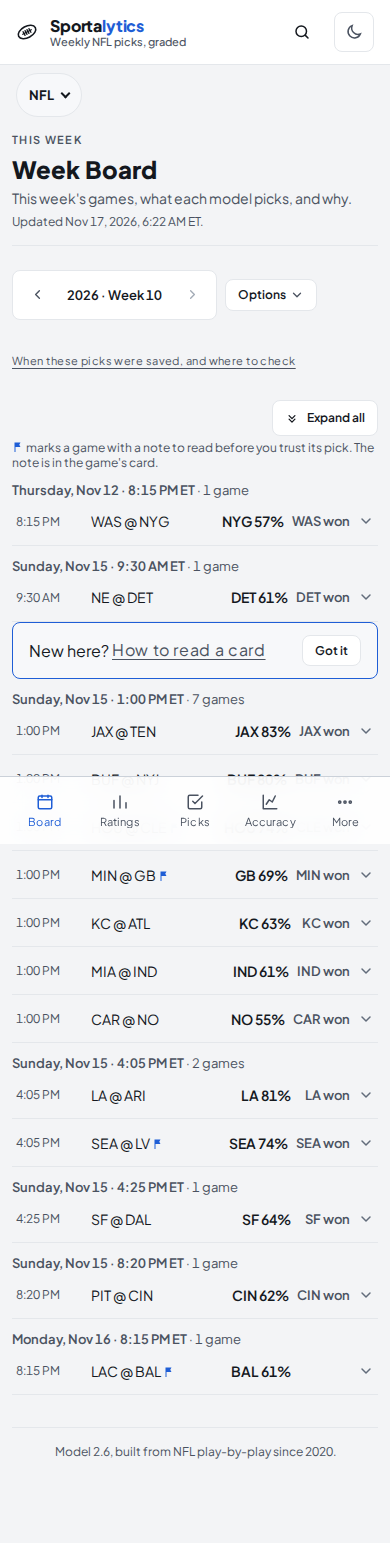 Sportalytics
Weekly NFL picks, graded
NFL
THIS WEEK
Week Board
This week's games, what each model picks, and why.
Updated Nov 17, 2026, 6:22 AM ET.
2026 · Week 10
Options
When these picks were saved, and where to check
Expand all
marks a game with a note to read before you trust its pick. The
note is in the game's card.
Thursday, Nov 12 · 8:15 PM ET · 1 game
8:15 PM WAS @ NYG NYG 57% WAS won
Sunday, Nov 15 · 9:30 AM ET · 1 game
9:30 AM NE @ DET DET 61% DET won
New here? How to read a card Got it
Sunday, Nov 15 · 1:00 PM ET · 7 games
1:00 PM JAX @ TEN JAX 83% JAX won
Board Ratings Picks Accuracy More
1:00 PM MIN @ GB GB 69% MIN won
1:00 PM KC @ ATL KC 63% KC won
1:00 PM MIA @ IND IND 61% IND won
1:00 PM CAR @ NO NO 55% CAR won
Sunday, Nov 15 · 4:05 PM ET · 2 games
4:05 PM LA @ ARI LA 81% LA won
4:05 PM SEA @ LV SEA 74% SEA won
Sunday, Nov 15 · 4:25 PM ET · 1 game
4:25 PM SF @ DAL SF 64% SF won
Sunday, Nov 15 · 8:20 PM ET · 1 game
8:20 PM PIT @ CIN CIN 62% CIN won
Monday, Nov 16 · 8:15 PM ET · 1 game
8:15 PM LAC @ BAL BAL 61%
Model 2.6, built from NFL play-by-play since 2020.